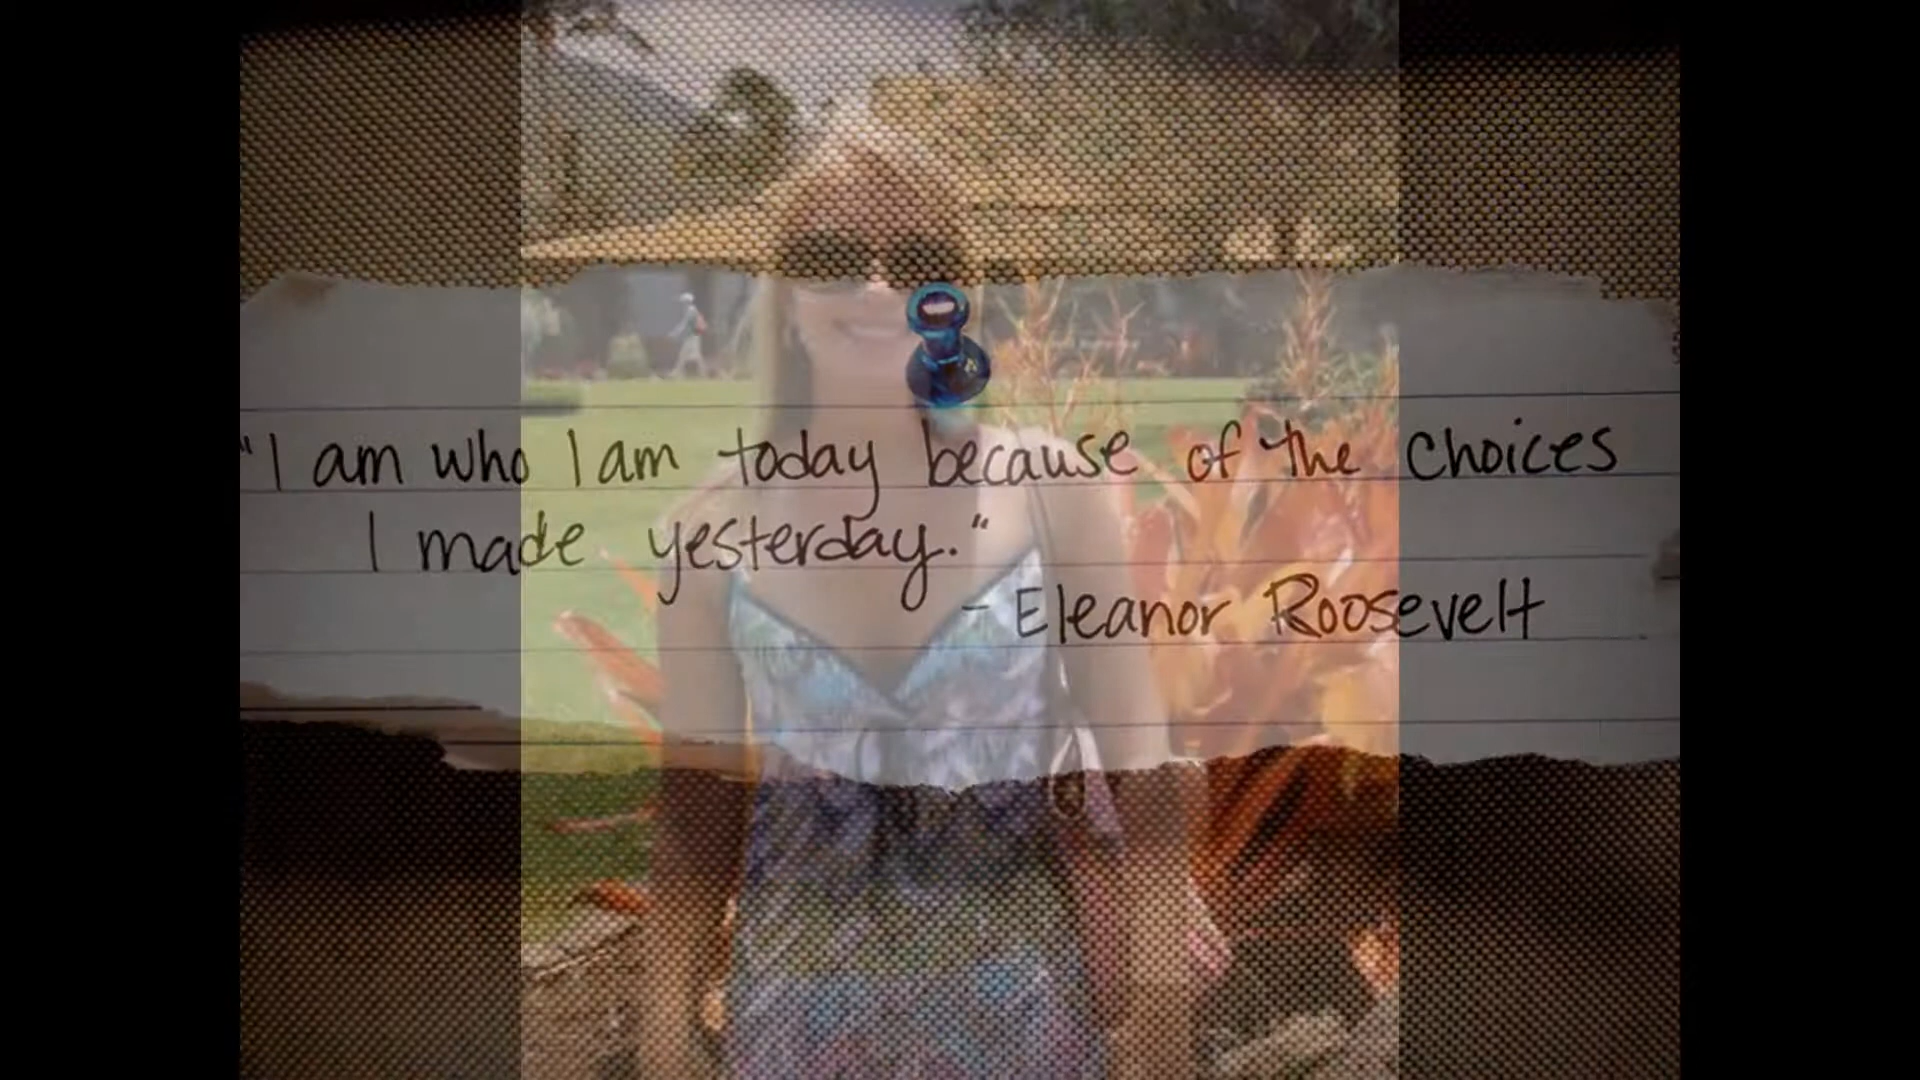 "I am who I am today because of the choices
I made yesterday."
- Eleanor Roosevelt